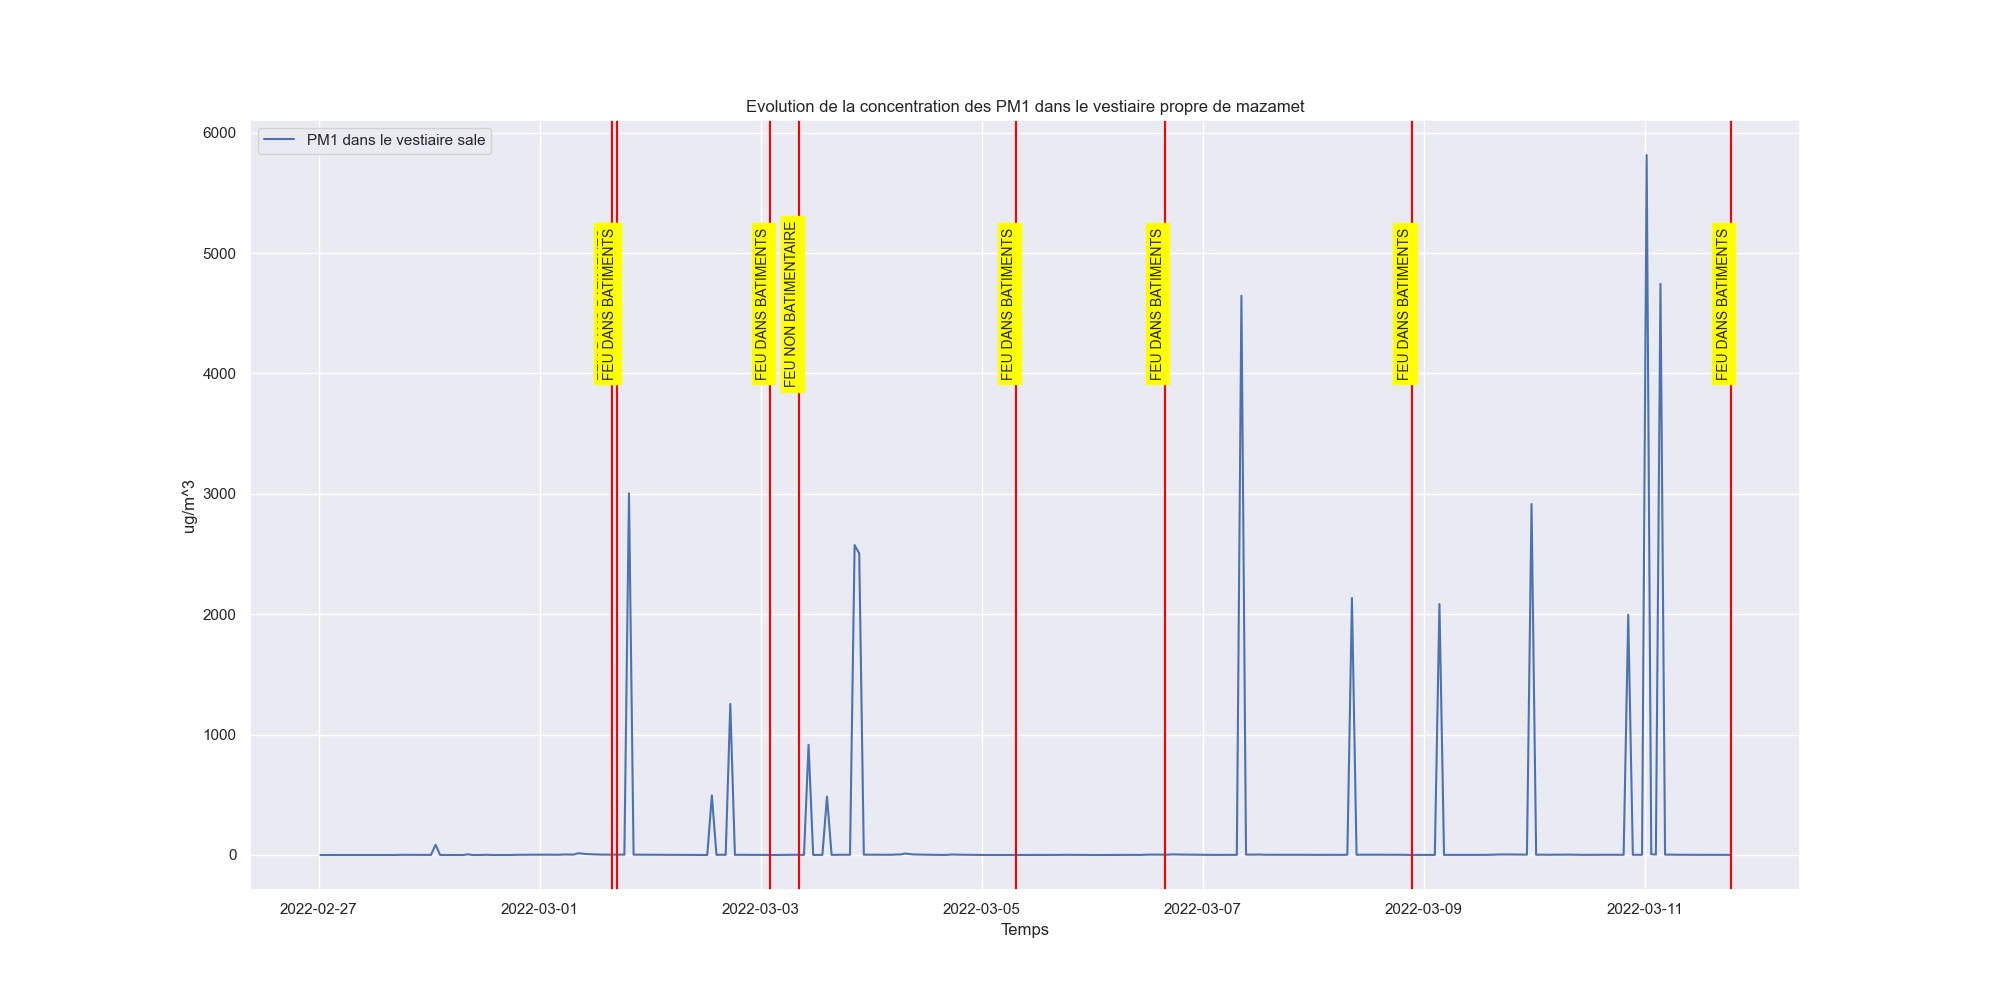 Evolution de la concentration des PM1 dans le vestiaire propre de mazamet
PM1 dans le vestiaire sale
6000
5000
4000
3000
2000
1000
0
ug/m^3
FEU DANS BATIMENTS
FEU DANS BATIMENTS
FEU NON BATIMENTAIRE
FEU DANS BATIMENTS
FEU DANS BATIMENTS
FEU DANS BATIMENTS
FEU DANS BATIMENTS
2022-02-27
2022-03-01
2022-03-03
2022-03-05
2022-03-07
2022-03-09
2022-03-11
Temps